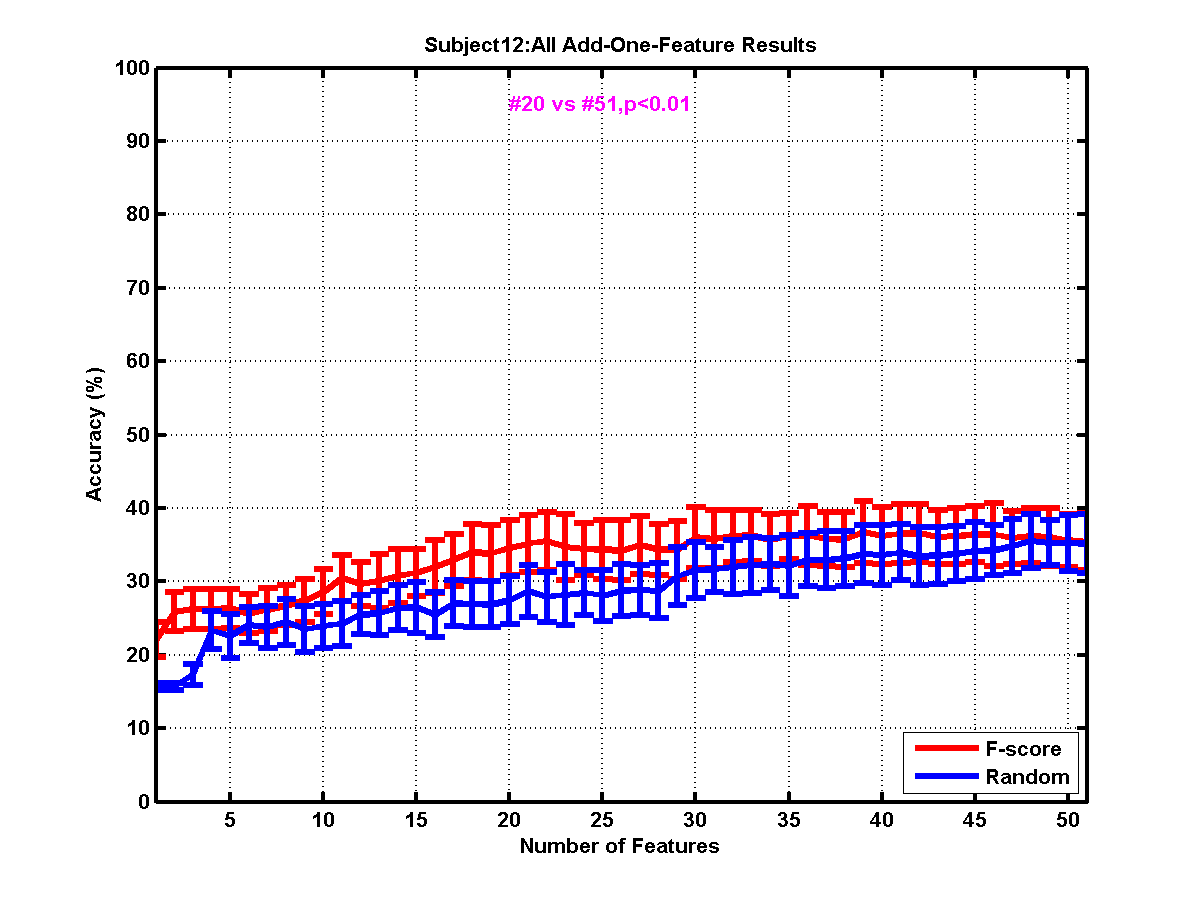 Subject12:All Add-One-Feature Results
#20 vs #51,p<0.01
100
90
80
70
60
50
40
30
20
10
0
Accuracy (%)
5 10 15 20 25 30 35 40 45 50
Number of Features
F-score
Random